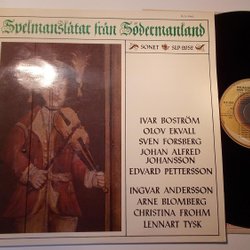 Spelmanslåtar från Södermanland
SONET SLP-2052
IVAR BOSTRÖM
OLOV EKVALL
SVEN FORSBERG
JOHAN ALFRED
JOHANSSON
EDVARD PETTERSSON
INGVAR ANDERSSON
ARNE BLOMBERG
CHRISTINA FROHM
LENNART TYSK